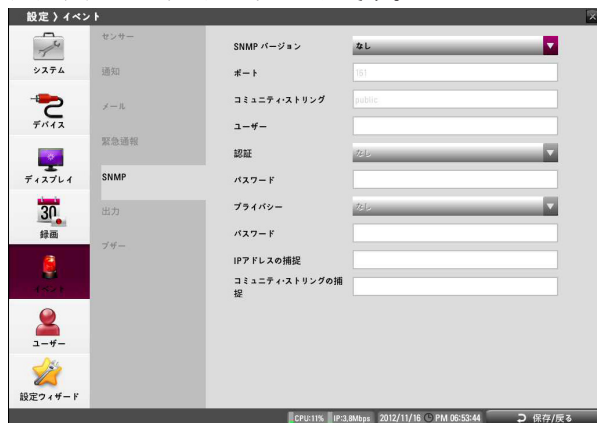 設定 〉イベント
システム
デバイス
ディスプレイ
30
録画
イベント
ユーザー
設定ウィザード
センサー
通知
メール
緊急通報
SNMP
出力
ブザー
SNMP バージョン
なし
ポート
161
コミュニティ・ストリング
public
ユーザー
認証
なし
パスワード
プライバシー
なし
パスワード
IPアドレスの捕捉
コミュニティ・ストリングの捕
捉
CPU:11% IP:3.8Mbps 2012/11/16 PM 06:53:44 保存/戻る